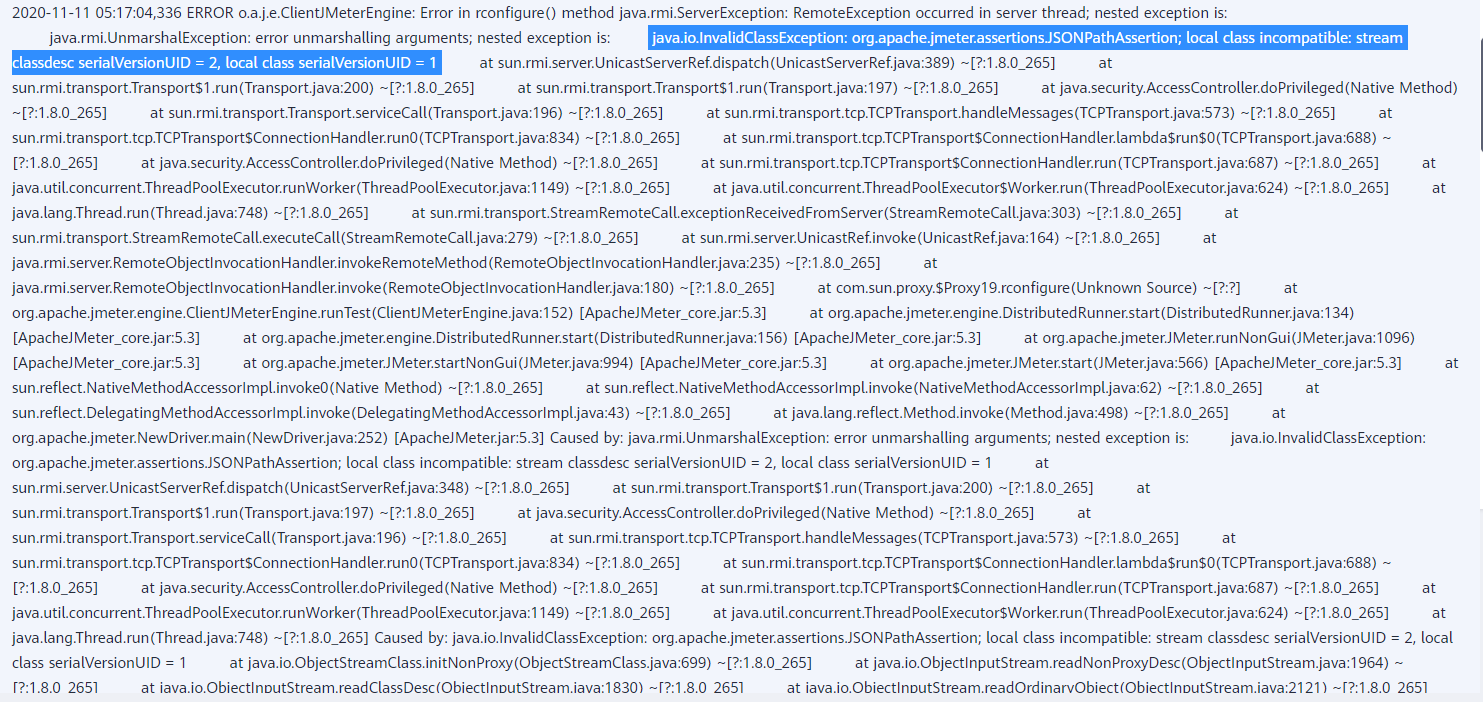 2020-11-11 05:17:04,336 ERROR o.a.j.e.ClientJMeterEngine: Error in rconfigure() method java.rmi.ServerException: RemoteException occurred in server thread; nested exception is:
java.rmi.UnmarshalException: error unmarshalling arguments; nested exception is: java.io.InvalidClassException: org.apache.jmeter.assertions.JSONPathAssertion; local class incompatible: stream
classdesc serialVersionUID = 2, local class serialVersionUID = 1 at sun.rmi.server.UnicastServerRef.dispatch(UnicastServerRef.java:389) ~[?:1.8.0_265] at
sun.rmi.transport.Transport$1.run(Transport.java:200) ~[?:1.8.0_265] at sun.rmi.transport.Transport$1.run(Transport.java:197) ~[?:1.8.0_265] at java.security.AccessController.doPrivileged(Native Method)
~[?:1.8.0_265] at sun.rmi.transport.Transport.serviceCall(Transport.java:196) ~[?:1.8.0_265] at sun.rmi.transport.tcp.TCPTransport.handleMessages(TCPTransport.java:573) ~[?:1.8.0_265] at
sun.rmi.transport.tcp.TCPTransport$ConnectionHandler.run0(TCPTransport.java:834) ~[?:1.8.0_265] at sun.rmi.transport.tcp.TCPTransport$ConnectionHandler.lambda$run$0(TCPTransport.java:688) ~
[?:1.8.0_265] at java.security.AccessController.doPrivileged(Native Method) ~[?:1.8.0_265] at sun.rmi.transport.tcp.TCPTransport$ConnectionHandler.run(TCPTransport.java:687) ~[?:1.8.0_265] at
java.util.concurrent.ThreadPoolExecutor.runWorker(ThreadPoolExecutor.java:1149) ~[?:1.8.0_265] at java.util.concurrent.ThreadPoolExecutor$Worker.run(ThreadPoolExecutor.java:624) ~[?:1.8.0_265] at
java.lang.Thread.run(Thread.java:748) ~[?:1.8.0_265] at sun.rmi.transport.StreamRemoteCall.exceptionReceivedFromServer(StreamRemoteCall.java:303) ~[?:1.8.0_265] at
sun.rmi.transport.StreamRemoteCall.executeCall(StreamRemoteCall.java:279) ~[?:1.8.0_265] at sun.rmi.server.UnicastRef.invoke(UnicastRef.java:164) ~[?:1.8.0_265] at
java.rmi.server.RemoteObjectInvocationHandler.invokeRemoteMethod(RemoteObjectInvocationHandler.java:235) ~[?:1.8.0_265] at
java.rmi.server.RemoteObjectInvocationHandler.invoke(RemoteObjectInvocationHandler.java:180) ~[?:1.8.0_265] at com.sun.proxy.$Proxy19.rconfigure(Unknown Source) ~[?:?] at
org.apache.jmeter.engine.ClientJMeterEngine.runTest(ClientJMeterEngine.java:152) [ApacheJMeter_core.jar:5.3] at org.apache.jmeter.engine.DistributedRunner.start(DistributedRunner.java:134)
[ApacheJMeter_core.jar:5.3] at org.apache.jmeter.engine.DistributedRunner.start(DistributedRunner.java:156) [ApacheJMeter_core.jar:5.3] at org.apache.jmeter.JMeter.runNonGui(JMeter.java:1096)
[ApacheJMeter_core.jar:5.3] at org.apache.jmeter.JMeter.startNonGui(JMeter.java:994) [ApacheJMeter_core.jar:5.3] at org.apache.jmeter.JMeter.start(JMeter.java:566) [ApacheJMeter_core.jar:5.3] at
sun.reflect.NativeMethodAccessorImpl.invoke0(Native Method) ~[?:1.8.0_265] at sun.reflect.NativeMethodAccessorImpl.invoke(NativeMethodAccessorImpl.java:62) ~[?:1.8.0_265] at
sun.reflect.DelegatingMethodAccessorImpl.invoke(DelegatingMethodAccessorImpl.java:43) ~[?:1.8.0_265] at java.lang.reflect.Method.invoke(Method.java:498) ~[?:1.8.0_265] at
org.apache.jmeter.NewDriver.main(NewDriver.java:252) [ApacheJMeter.jar:5.3] Caused by: java.rmi.UnmarshalException: error unmarshalling arguments; nested exception is: java.io.InvalidClassException:
org.apache.jmeter.assertions.JSONPathAssertion; local class incompatible: stream classdesc serialVersionUID = 2, local class serialVersionUID = 1 at
sun.rmi.server.UnicastServerRef.dispatch(UnicastServerRef.java:348) ~[?:1.8.0_265] at sun.rmi.transport.Transport$1.run(Transport.java:200) ~[?:1.8.0_265] at
sun.rmi.transport.Transport$1.run(Transport.java:197) ~[?:1.8.0_265] at java.security.AccessController.doPrivileged(Native Method) ~[?:1.8.0_265] at
sun.rmi.transport.Transport.serviceCall(Transport.java:196) ~[?:1.8.0_265] at sun.rmi.transport.tcp.TCPTransport.handleMessages(TCPTransport.java:573) ~[?:1.8.0_265] at
sun.rmi.transport.tcp.TCPTransport$ConnectionHandler.run0(TCPTransport.java:834) ~[?:1.8.0_265] at sun.rmi.transport.tcp.TCPTransport$ConnectionHandler.lambda$run$0(TCPTransport.java:688) ~
[?:1.8.0_265] at java.security.AccessController.doPrivileged(Native Method) ~[?:1.8.0_265] at sun.rmi.transport.tcp.TCPTransport$ConnectionHandler.run(TCPTransport.java:687) ~[?:1.8.0_265] at
java.util.concurrent.ThreadPoolExecutor.runWorker(ThreadPoolExecutor.java:1149) ~[?:1.8.0_265] at java.util.concurrent.ThreadPoolExecutor$Worker.run(ThreadPoolExecutor.java:624) ~[?:1.8.0_265] at
java.lang.Thread.run(Thread.java:748) ~[?:1.8.0_265] Caused by: java.io.InvalidClassException: org.apache.jmeter.assertions.JSONPathAssertion; local class incompatible: stream classdesc serialVersionUID = 2, local
class serialVersionUID = 1 at java.io.ObjectStreamClass.initNonProxy(ObjectStreamClass.java:699) ~[?:1.8.0_265] at java.io.ObjectInputStream.readNonProxyDesc(ObjectInputStream.java:1964) ~
[?:1.8.0_265] at java.io.ObjectInputStream.readClassDesc(ObjectInputStream.java:1830) ~[?:1.8.0_265] at java.io.ObjectInputStream.readOrdinaryObject(ObjectInputStream.java:2121) ~[?:1.8.0_265]